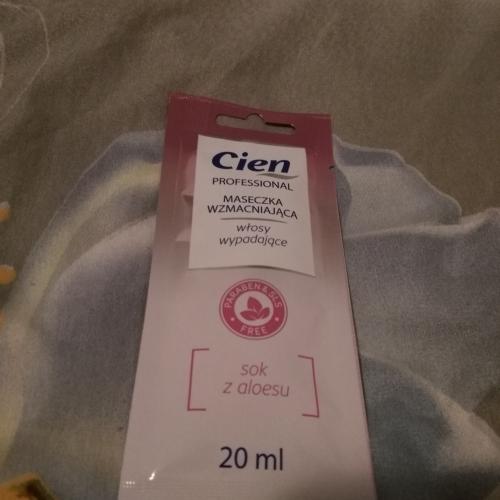 Cien
PROFESSIONAL
MASECZKA
WZMACNIAJĄCA
włosy
wypadające
PARABEN & SLS
FREE
sok
z aloesu
20 ml